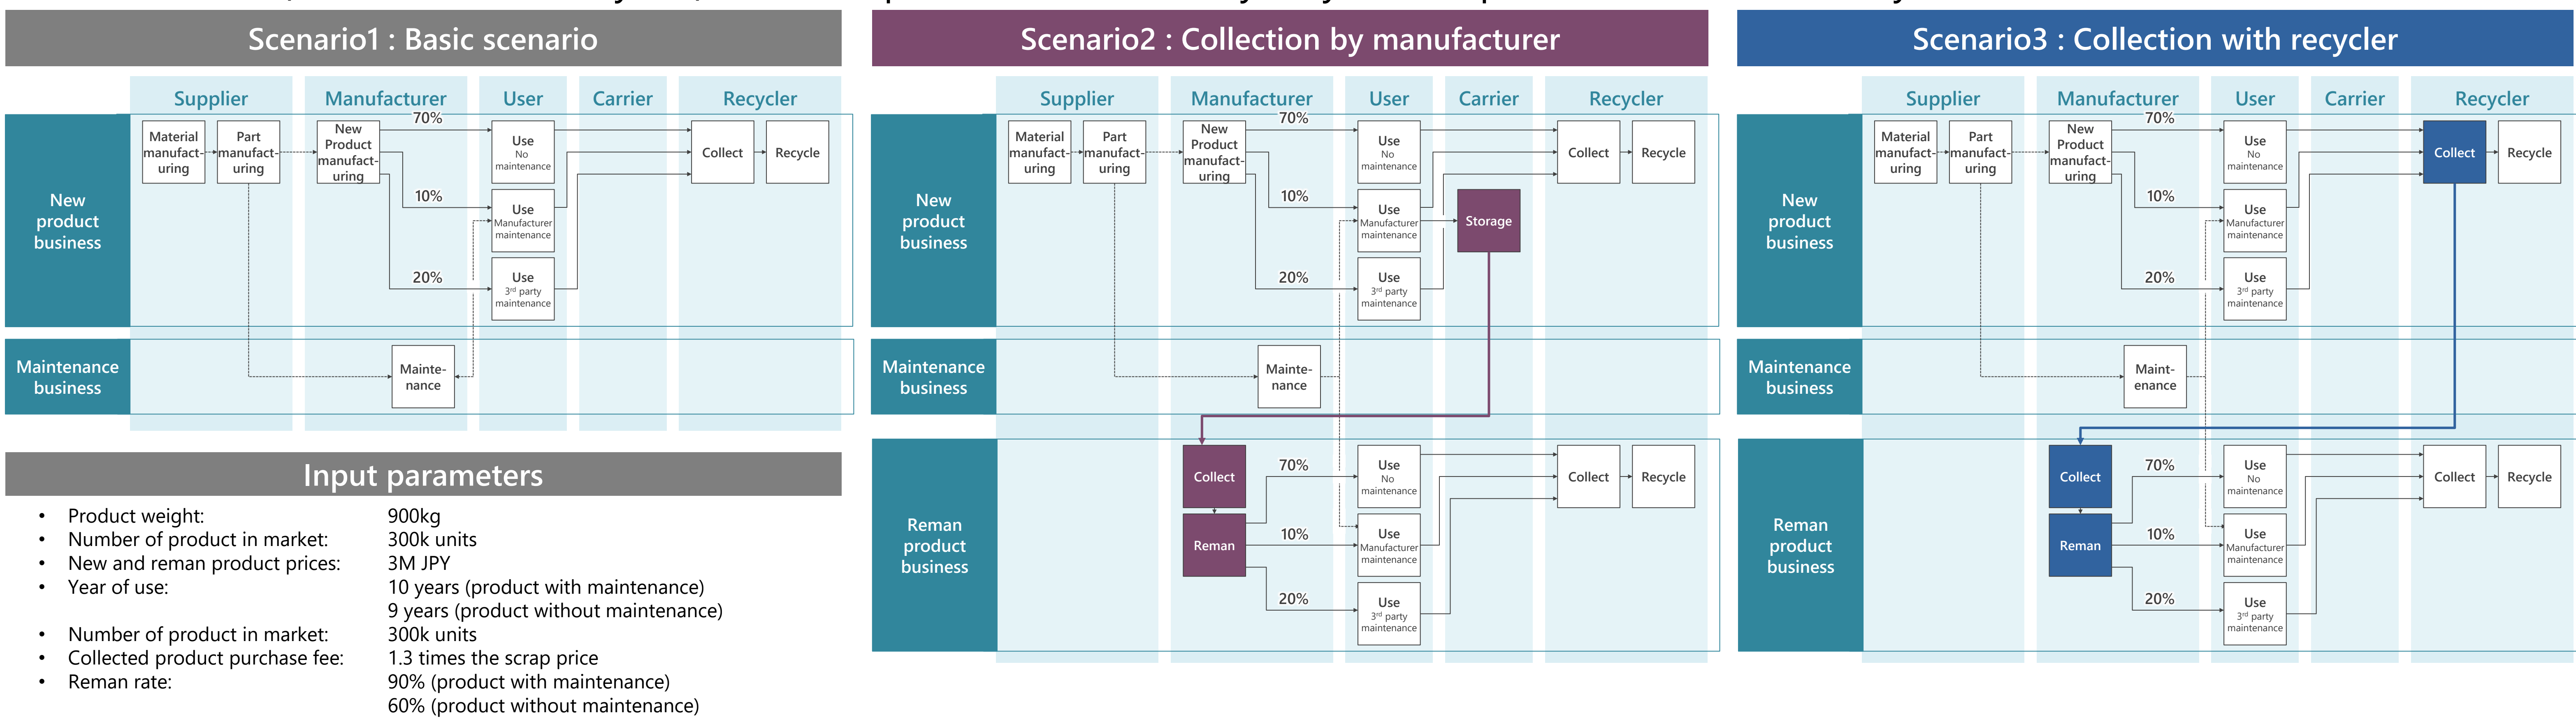 Scenario1 : Basic scenario
Supplier
Manufacturer
User
Carrier
Recycler
New
product
business
Material
manufact-
uring
Part
manufact-
uring
New
Product
manufact-
uring
70%
10%
20%
Use
No
maintenance
Use
Manufacturer
maintenance
Use
3rd party
maintenance
Collect
Recycle
Maintenance
business
Mainte-
nance
Input parameters
• Product weight: 900kg
• Number of product in market: 300k units
• New and reman product prices: 3M JPY
• Year of use: 10 years (product with maintenance)
9 years (product without maintenance)
• Number of product in market: 300k units
• Collected product purchase fee: 1.3 times the scrap price
• Reman rate: 90% (product with maintenance)
60% (product without maintenance)
Scenario2 : Collection by manufacturer
Supplier
Manufacturer
User
Carrier
Recycler
New
product
business
Material
manufact-
uring
Part
manufact-
uring
New
Product
manufact-
uring
70%
10%
20%
Use
No
maintenance
Use
Manufacturer
maintenance
Use
3rd party
maintenance
Storage
Collect
Recycle
Maintenance
business
Mainte-
nance
Reman
product
business
Collect
Reman
70%
10%
20%
Use
No
maintenance
Use
Manufacturer
maintenance
Use
3rd party
maintenance
Collect
Recycle
Scenario3 : Collection with recycler
Supplier
Manufacturer
User
Carrier
Recycler
New
product
business
Material
manufact-
uring
Part
manufact-
uring
New
Product
manufact-
uring
70%
10%
20%
Use
No
maintenance
Use
Manufacturer
maintenance
Use
3rd party
maintenance
Collect
Recycle
Maintenance
business
Maint-
enance
Reman
product
business
Collect
Reman
70%
10%
20%
Use
No
maintenance
Use
Manufacturer
maintenance
Use
3rd party
maintenance
Collect
Recycle